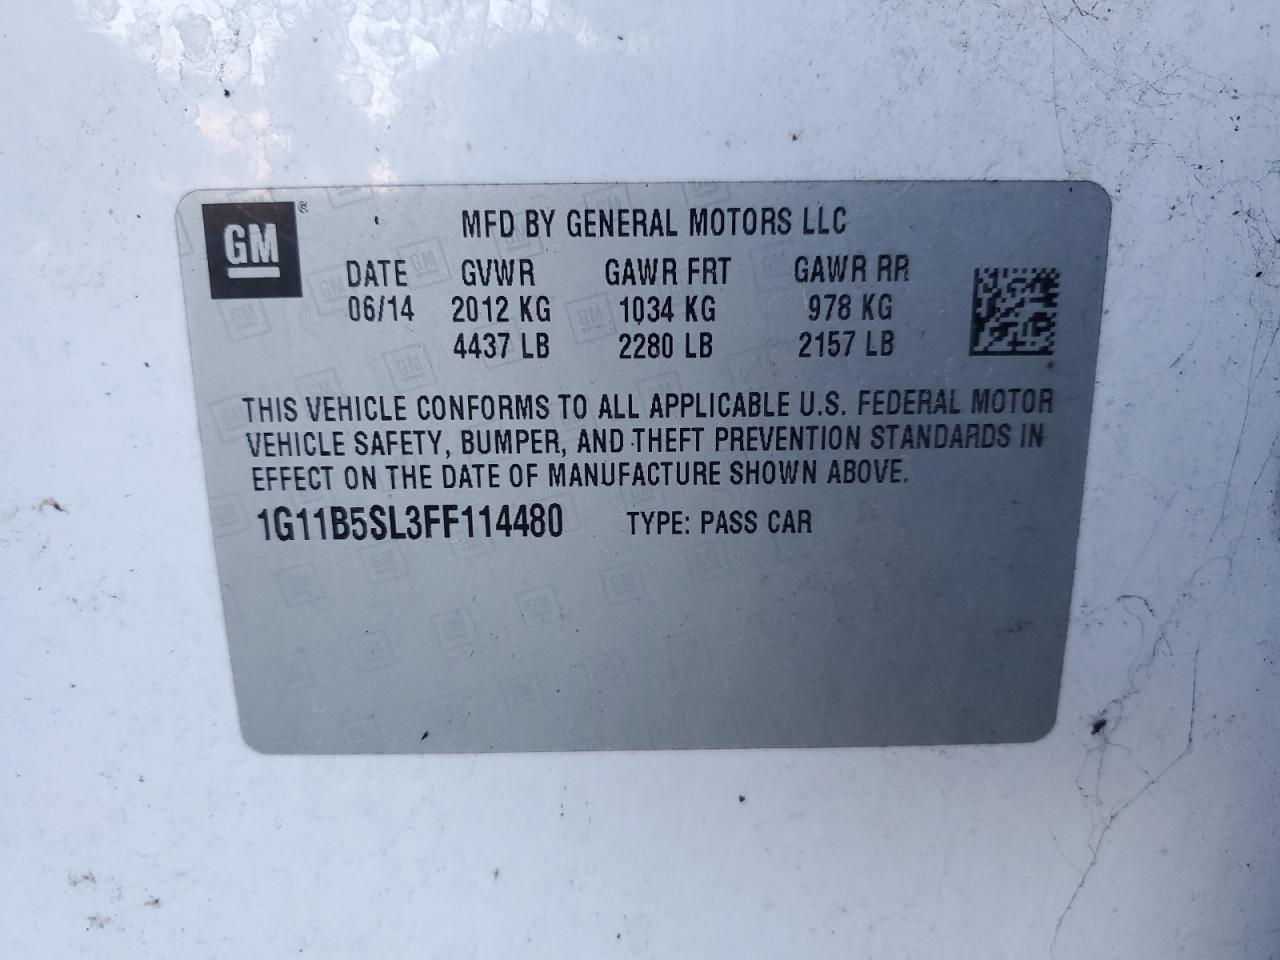 GM ®
MFD BY GENERAL MOTORS LLC
DATE GVWR GAWR FRT GAWR RR
06/14 2012 KG 1034 KG 978 KG
4437 LB 2280 LB 2157 LB
THIS VEHICLE CONFORMS TO ALL APPLICABLE U.S. FEDERAL MOTOR
VEHICLE SAFETY, BUMPER, AND THEFT PREVENTION STANDARDS IN
EFFECT ON THE DATE OF MANUFACTURE SHOWN ABOVE.
1G11B5SL3FF114480 TYPE: PASS CAR